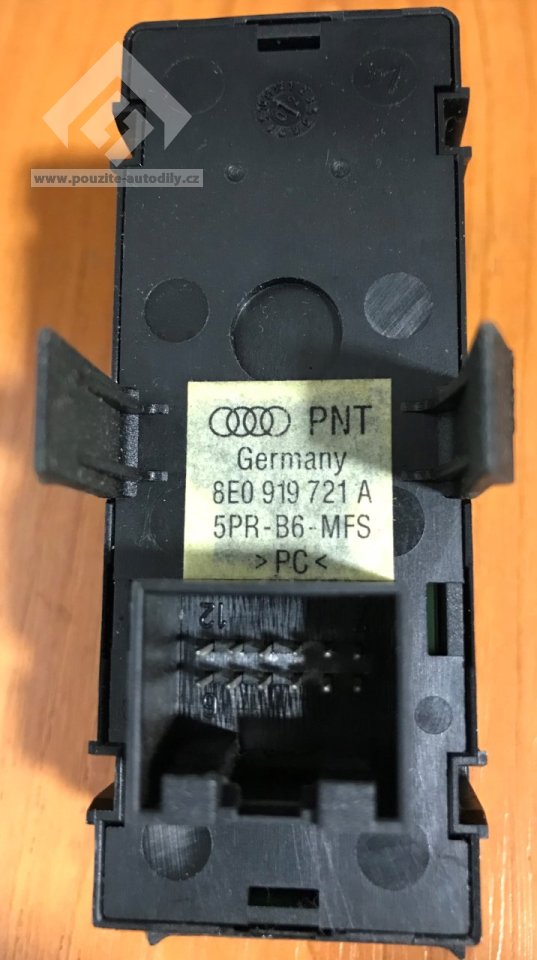 www.pouzite-autodily.cz
PNT
Germany
8E0 919 721 A
5PR-B6-MFS
>PC<
12